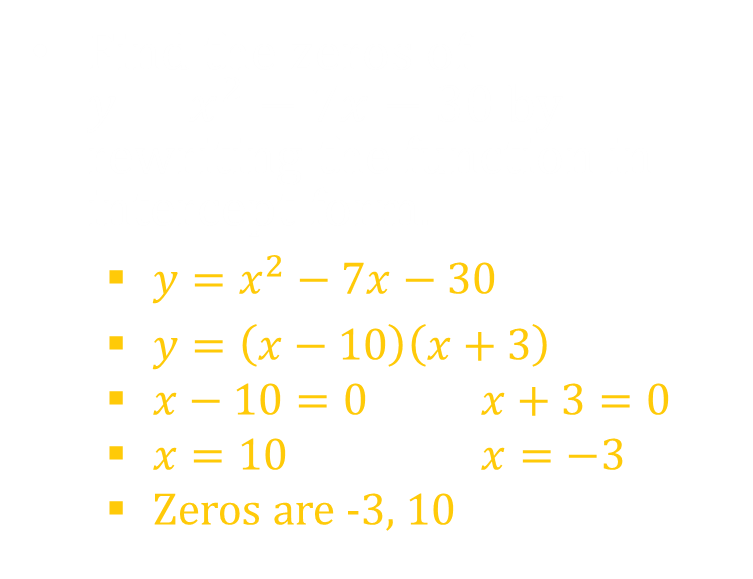 ▪ y = x² − 7x − 30
▪ y = (x − 10)(x + 3)
▪ x − 10 = 0 x + 3 = 0
▪ x = 10 x = −3
▪ Zeros are -3, 10